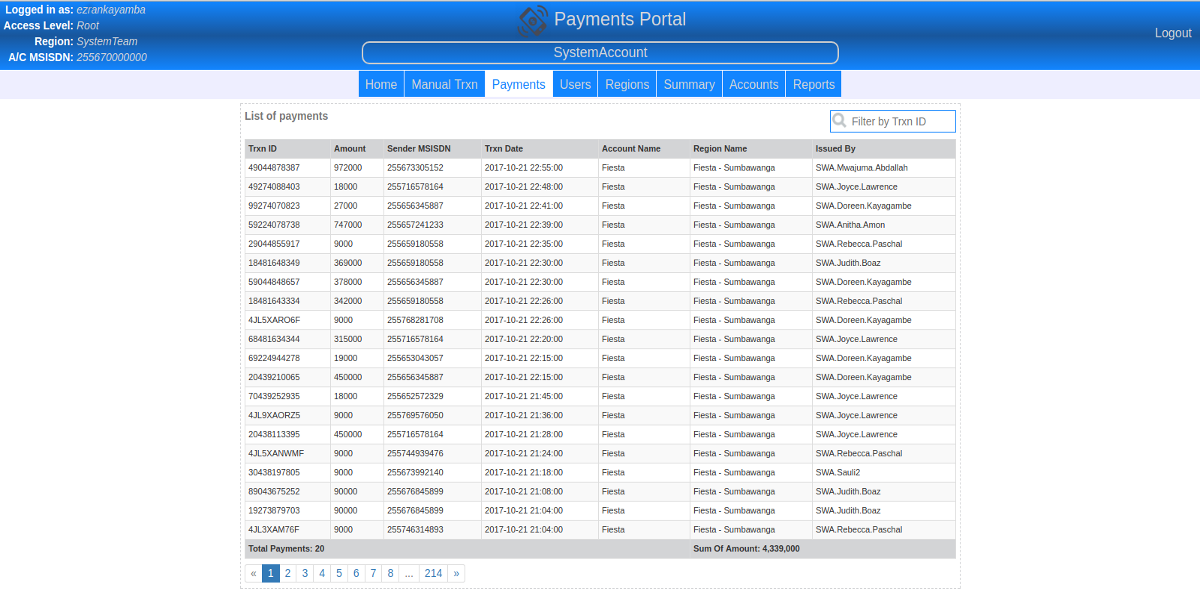 Logged in as: ezrankayamba
Access Level: Root
Region: SystemTeam
A/C MSISDN: 255670000000
Payments Portal
SystemAccount
Logout
Home Manual Trxn Payments Users Regions Summary Accounts Reports
List of payments
Filter by Trxn ID
Trxn ID Amount Sender MSISDN Trxn Date Account Name Region Name Issued By
49044878387 972000 255673305152 2017-10-21 22:55:00 Fiesta Fiesta - Sumbawanga SWA.Mwajuma.Abdallah
49274088403 18000 255716578164 2017-10-21 22:48:00 Fiesta Fiesta - Sumbawanga SWA.Joyce.Lawrence
99274070823 27000 255656345887 2017-10-21 22:41:00 Fiesta Fiesta - Sumbawanga SWA.Doreen.Kayagambe
59224078738 747000 255657241233 2017-10-21 22:39:00 Fiesta Fiesta - Sumbawanga SWA.Anitha.Amon
29044855917 9000 255659180558 2017-10-21 22:35:00 Fiesta Fiesta - Sumbawanga SWA.Rebecca.Paschal
18481648349 369000 255659180558 2017-10-21 22:30:00 Fiesta Fiesta - Sumbawanga SWA.Judith.Boaz
59044848657 378000 255656345887 2017-10-21 22:30:00 Fiesta Fiesta - Sumbawanga SWA.Doreen.Kayagambe
18481643334 342000 255659180558 2017-10-21 22:26:00 Fiesta Fiesta - Sumbawanga SWA.Rebecca.Paschal
4JL5XARO6F 9000 255768281708 2017-10-21 22:26:00 Fiesta Fiesta - Sumbawanga SWA.Doreen.Kayagambe
68481634344 315000 255716578164 2017-10-21 22:20:00 Fiesta Fiesta - Sumbawanga SWA.Joyce.Lawrence
69224944278 19000 255653043057 2017-10-21 22:15:00 Fiesta Fiesta - Sumbawanga SWA.Doreen.Kayagambe
20439210065 450000 255656345887 2017-10-21 22:15:00 Fiesta Fiesta - Sumbawanga SWA.Doreen.Kayagambe
70439252935 18000 255652572329 2017-10-21 21:45:00 Fiesta Fiesta - Sumbawanga SWA.Joyce.Lawrence
4JL9XAORZ5 9000 255769576050 2017-10-21 21:36:00 Fiesta Fiesta - Sumbawanga SWA.Joyce.Lawrence
20438113395 450000 255716578164 2017-10-21 21:28:00 Fiesta Fiesta - Sumbawanga SWA.Joyce.Lawrence
4JL5XANWMF 9000 255744939476 2017-10-21 21:24:00 Fiesta Fiesta - Sumbawanga SWA.Rebecca.Paschal
30438197805 9000 255673992140 2017-10-21 21:18:00 Fiesta Fiesta - Sumbawanga SWA.Sauli2
89043675252 90000 255676845899 2017-10-21 21:08:00 Fiesta Fiesta - Sumbawanga SWA.Judith.Boaz
19273879703 90000 255676845899 2017-10-21 21:04:00 Fiesta Fiesta - Sumbawanga SWA.Judith.Boaz
4JL3XAM76F 9000 255746314893 2017-10-21 21:04:00 Fiesta Fiesta - Sumbawanga SWA.Rebecca.Paschal
Total Payments: 20 Sum Of Amount: 4,339,000
« 1 2 3 4 5 6 7 8 ... 214 »